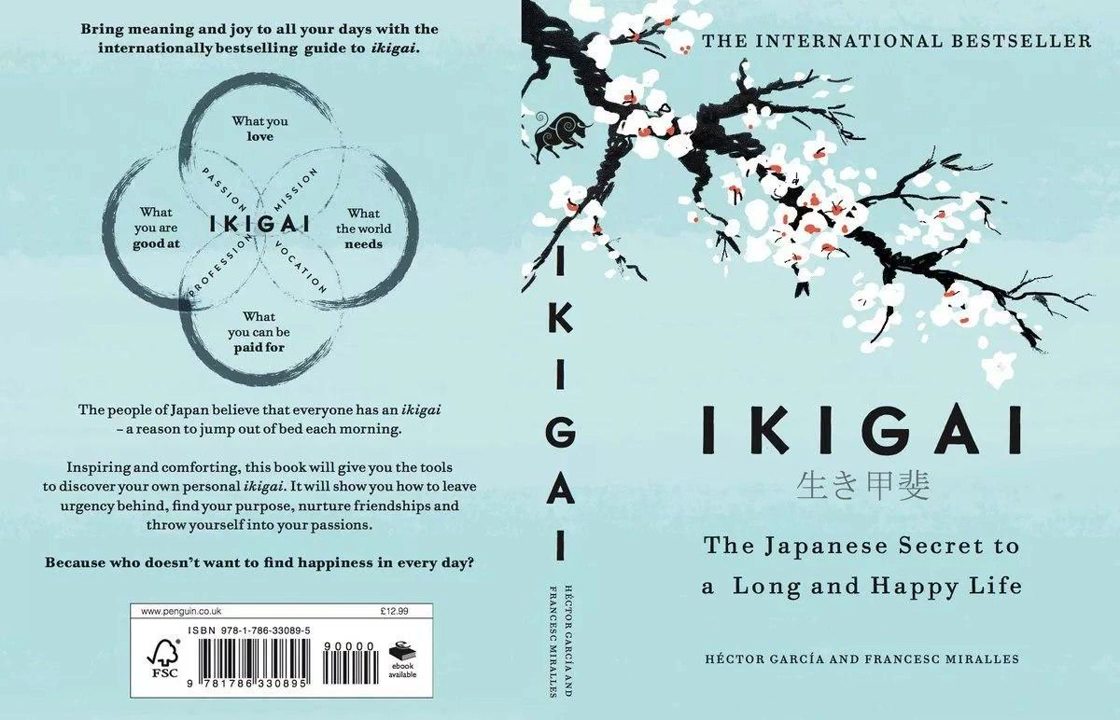 Bring meaning and joy to all your days with the
internationally bestselling guide to ikigai.
What you
love
PASSION
MISSION
What
you are
good at
IKIGAI
What
the world
needs
PROFESSION
VOCATION
What
you can be
paid for
The people of Japan believe that everyone has an ikigai
– a reason to jump out of bed each morning.
Inspiring and comforting, this book will give you the tools
to discover your own personal ikigai. It will show you how to leave
urgency behind, find your purpose, nurture friendships and
throw yourself into your passions.
Because who doesn't want to find happiness in every day?
www.penguin.co.uk
£12.99
ISBN 978-1-786-33089-5
90000
FSC
9 781786 330895
ebook
available
IKIGAI
HÉCTOR GARCÍA AND
FRANCESC MIRALLES
THE INTERNATIONAL BESTSELLER
IKIGAI
生き甲斐
The Japanese Secret to
a Long and Happy Life
HÉCTOR GARCÍA AND FRANCESC MIRALLES